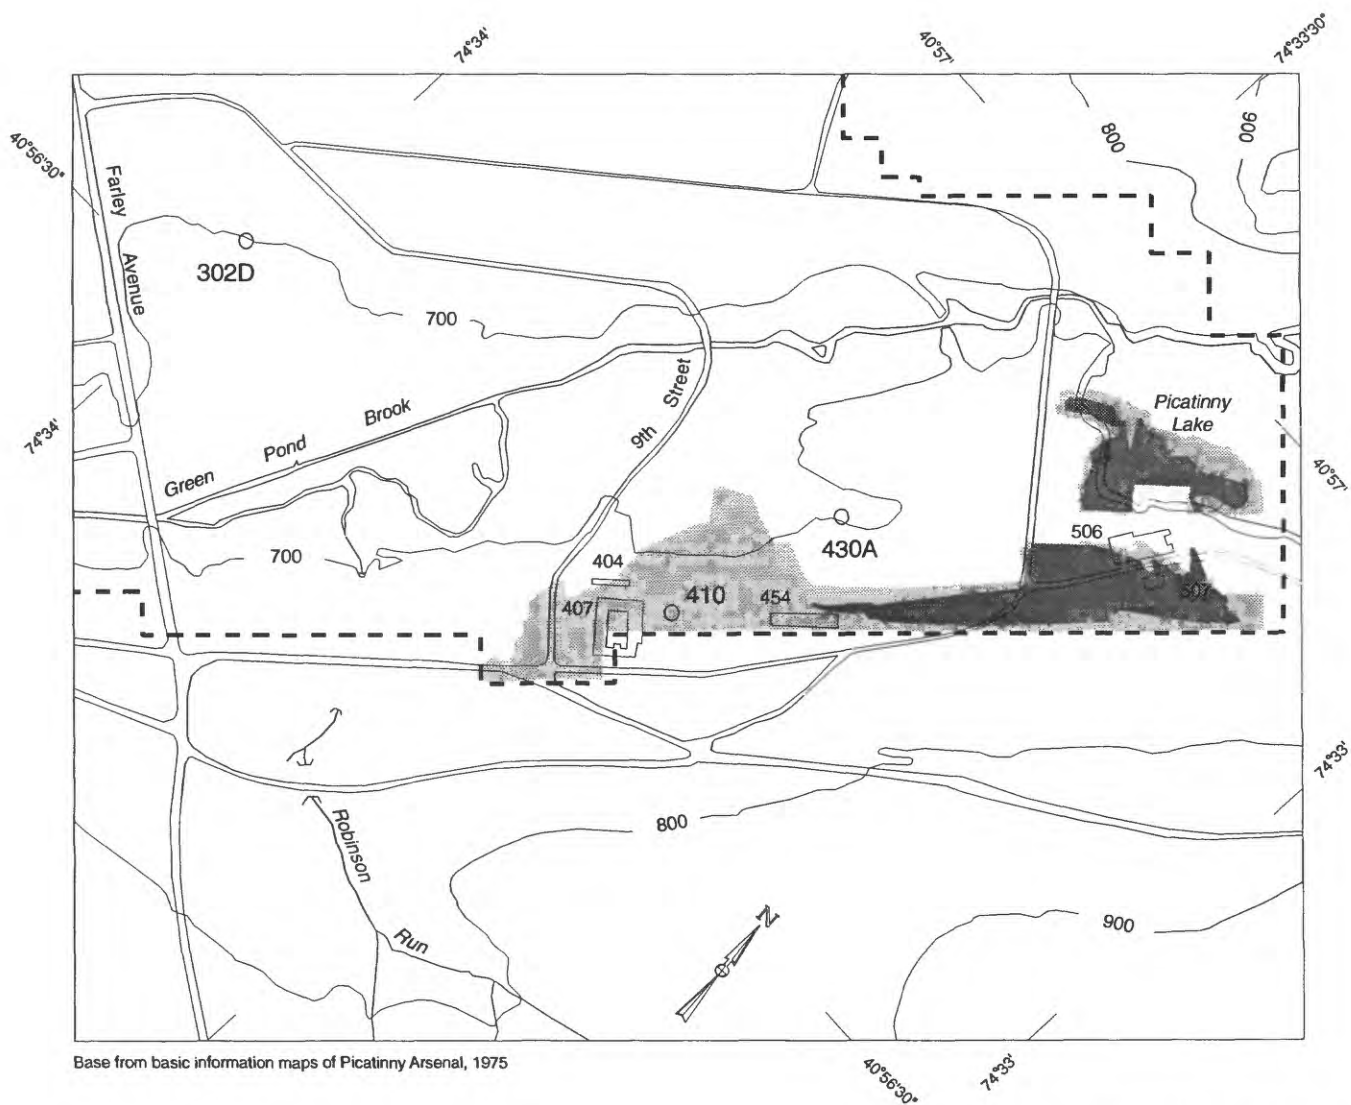 74°34'
40°57'
74°33'30"
40°56'30"
800
900
Farley
Avenue
302D
700
Street
9th
Brook
Pond
Green
Picatinny
Lake
74°34'
40°57'
700
404
407
410
454
430A
506
507
74°33'
Robinson
Run
800
900
N
Base from basic information maps of Picatinny Arsenal, 1975
40°56'30"
74°33'